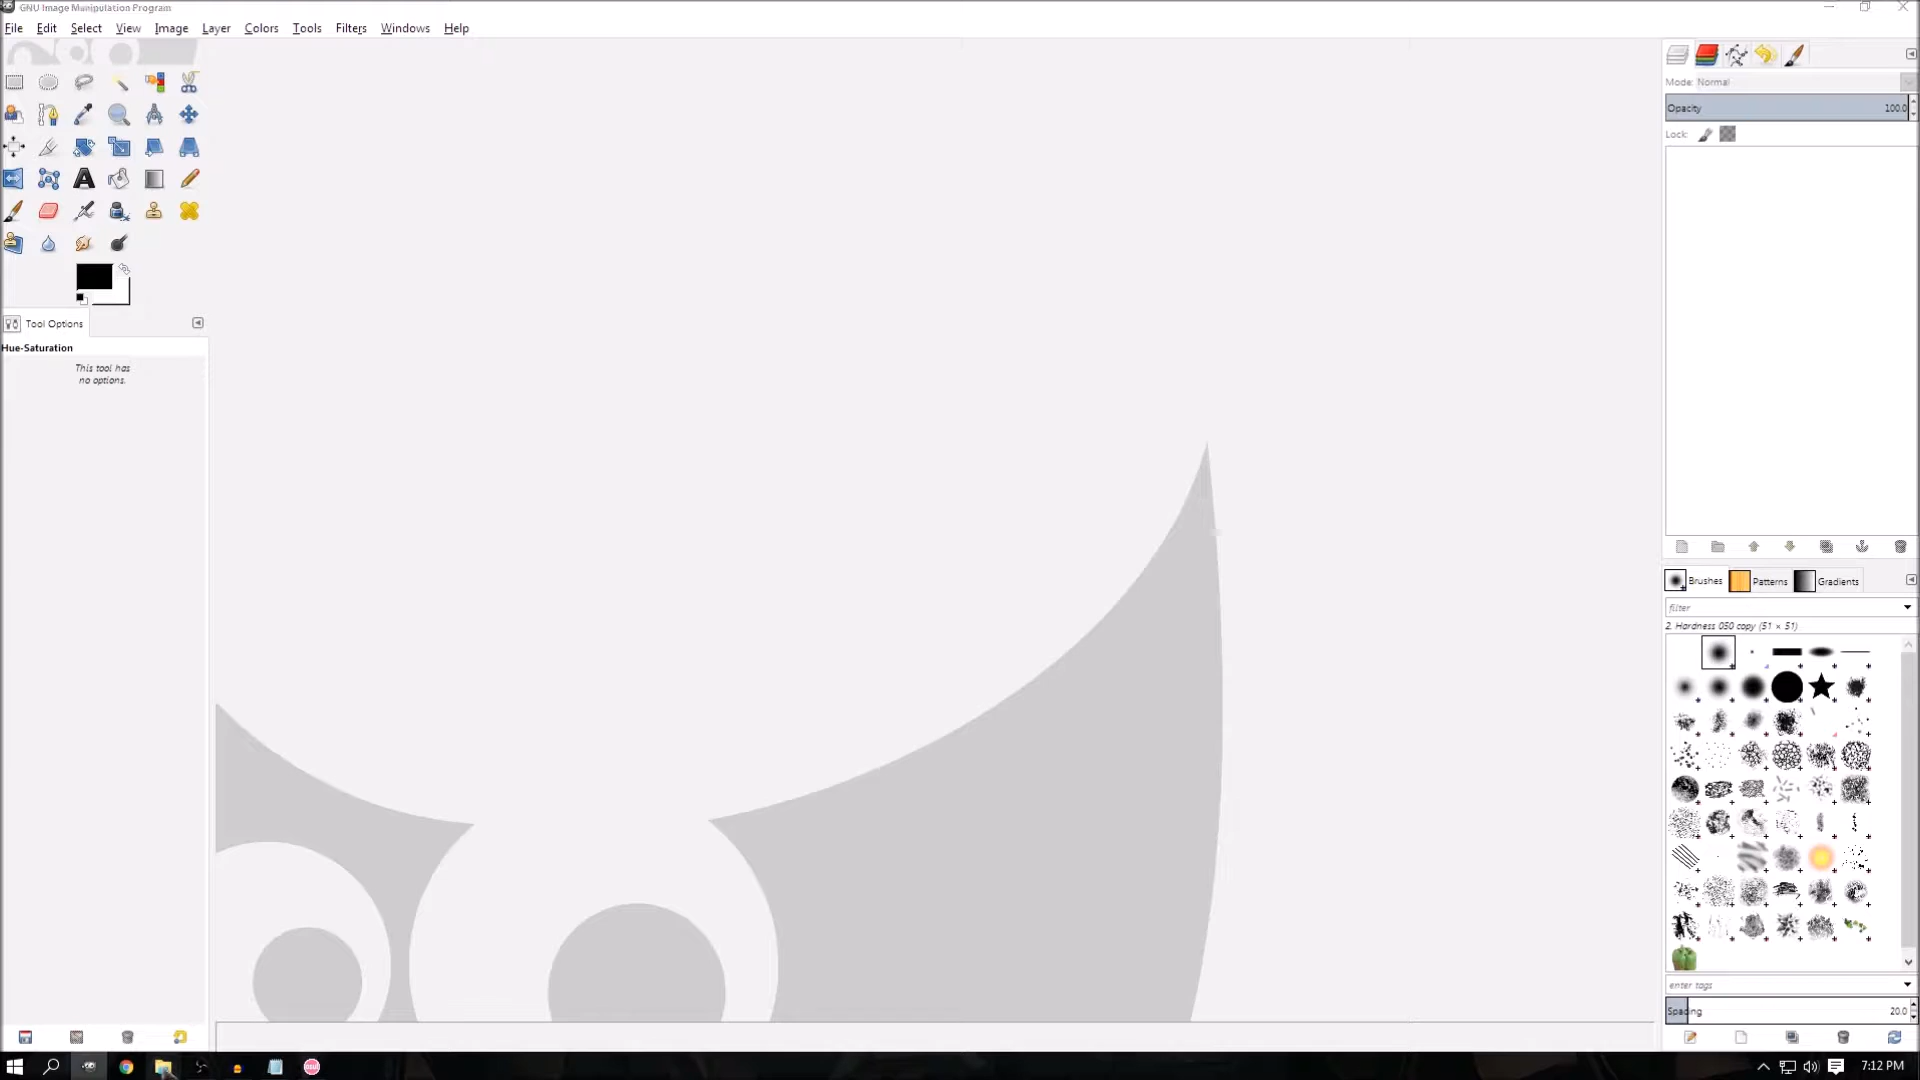 GNU Image Manipulation Program
File Edit Select View Image Layer Colors Tools Filters Windows Help
Mode: Normal
Opacity 100.0
Lock:
Tool Options
Hue-Saturation
This tool has
no options.
Brushes Patterns Gradients
filter
2. Hardness 050 copy (51 × 51)
enter tags
Spacing 20.0
osu!
7:12 PM